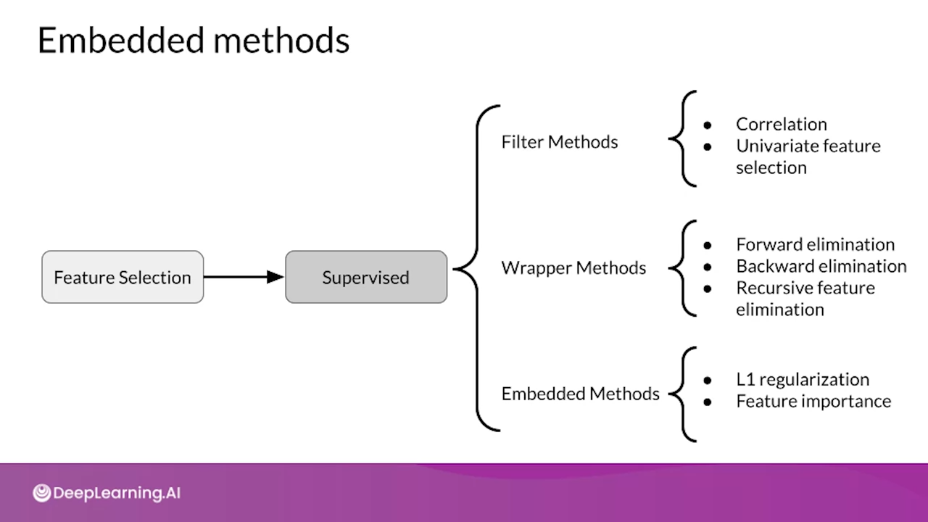 Embedded methods
Filter Methods
Correlation
Univariate feature
selection
Feature Selection
Supervised
Wrapper Methods
Forward elimination
Backward elimination
Recursive feature
elimination
Embedded Methods
L1 regularization
Feature importance
DeepLearning.AI